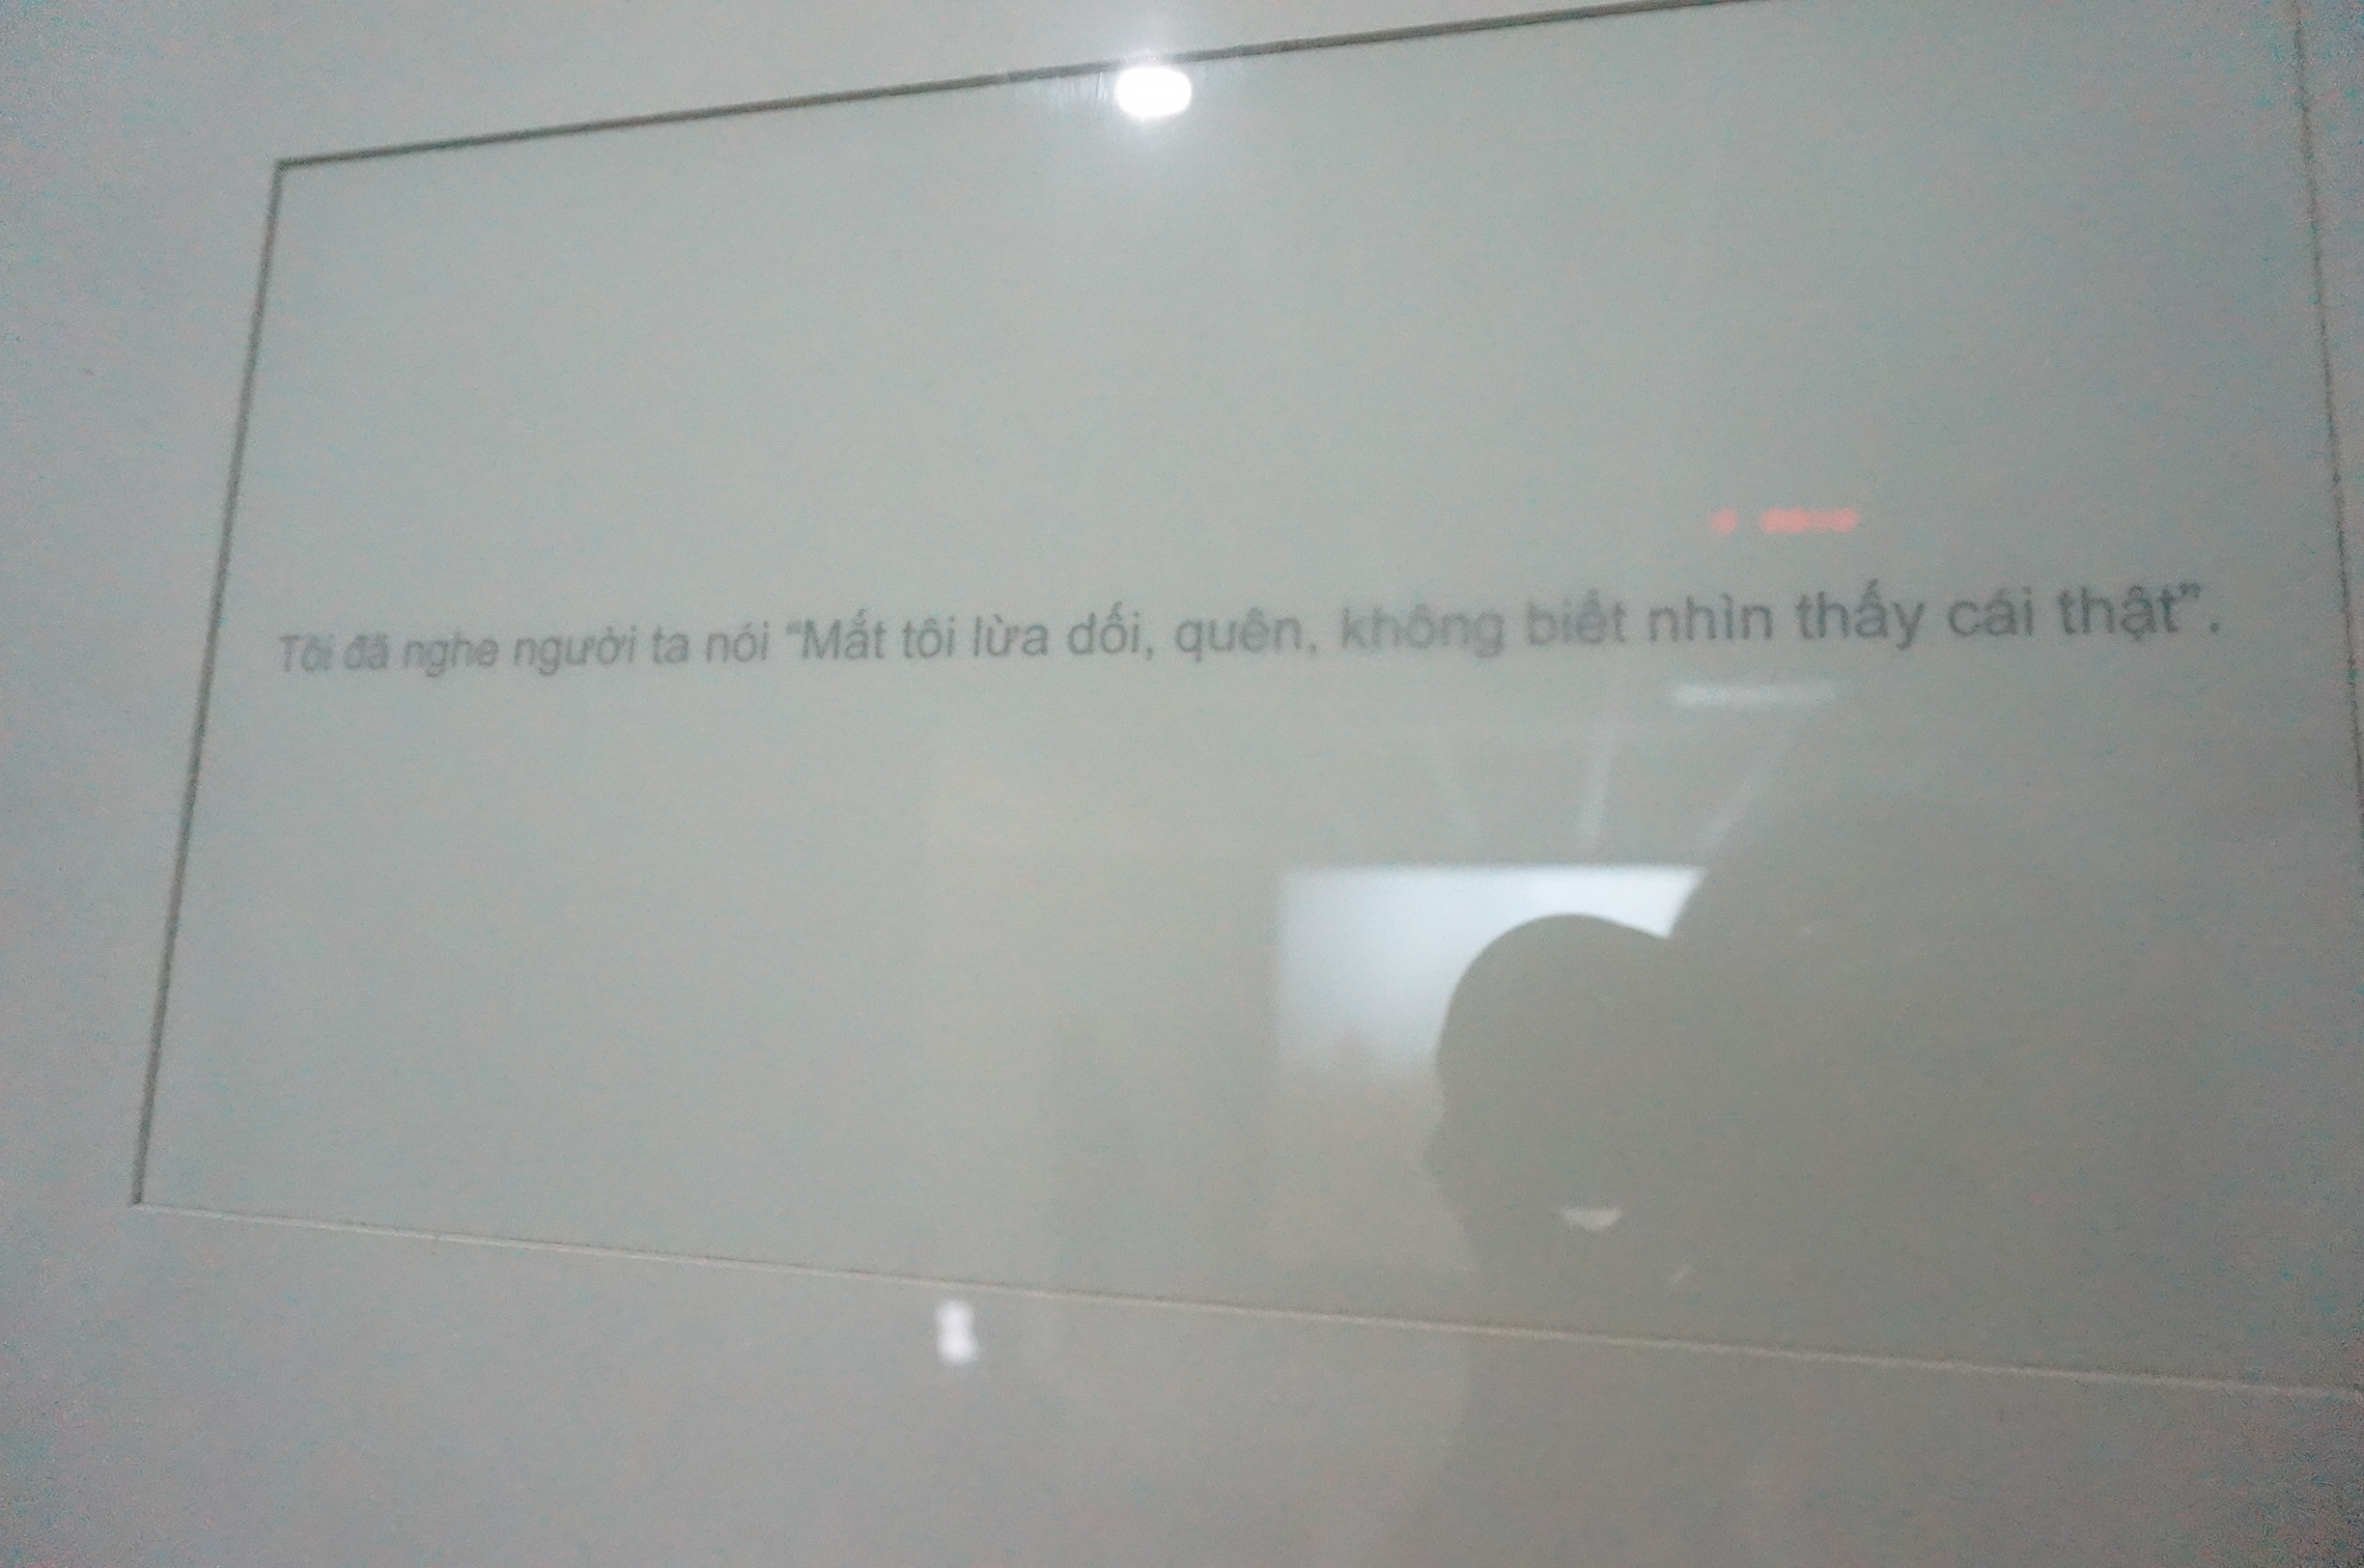 Tôi đã nghe người ta nói “Mắt tôi lừa dối, quên, không biết nhìn thấy cái thật”.